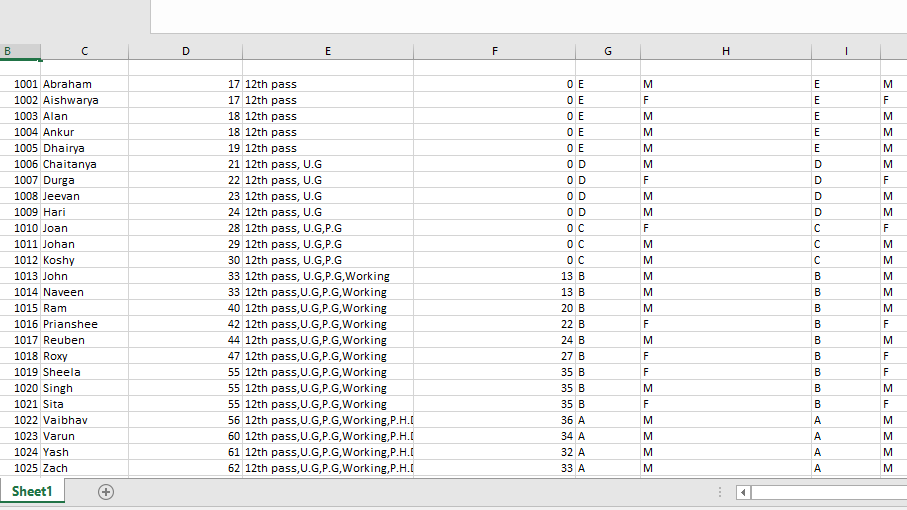 B C D E F G H I
1001 Abraham 17 12th pass 0 E M E M
1002 Aishwarya 17 12th pass 0 E F E F
1003 Alan 18 12th pass 0 E M E M
1004 Ankur 18 12th pass 0 E M E M
1005 Dhairya 19 12th pass 0 E M E M
1006 Chaitanya 21 12th pass, U.G 0 D M D M
1007 Durga 22 12th pass, U.G 0 D F D F
1008 Jeevan 23 12th pass, U.G 0 D M D M
1009 Hari 24 12th pass, U.G 0 D M D M
1010 Joan 28 12th pass, U.G,P.G 0 C F C F
1011 Johan 29 12th pass, U.G,P.G 0 C M C M
1012 Koshy 30 12th pass, U.G,P.G 0 C M C M
1013 John 33 12th pass, U.G,P.G,Working 13 B M B M
1014 Naveen 33 12th pass,U.G,P.G,Working 13 B M B M
1015 Ram 40 12th pass,U.G,P.G,Working 20 B M B M
1016 Prianshee 42 12th pass,U.G,P.G,Working 22 B F B F
1017 Reuben 44 12th pass,U.G,P.G,Working 24 B M B M
1018 Roxy 47 12th pass,U.G,P.G,Working 27 B F B F
1019 Sheela 55 12th pass,U.G,P.G,Working 35 B F B F
1020 Singh 55 12th pass,U.G,P.G,Working 35 B M B M
1021 Sita 55 12th pass,U.G,P.G,Working 35 B F B F
1022 Vaibhav 56 12th pass,U.G,P.G,Working,P.H. 36 A M A M
1023 Varun 60 12th pass,U.G,P.G,Working,P.H. 34 A M A M
1024 Yash 61 12th pass,U.G,P.G,Working,P.H. 32 A M A M
1025 Zach 62 12th pass,U.G,P.G,Working,P.H. 33 A M A M
Sheet1